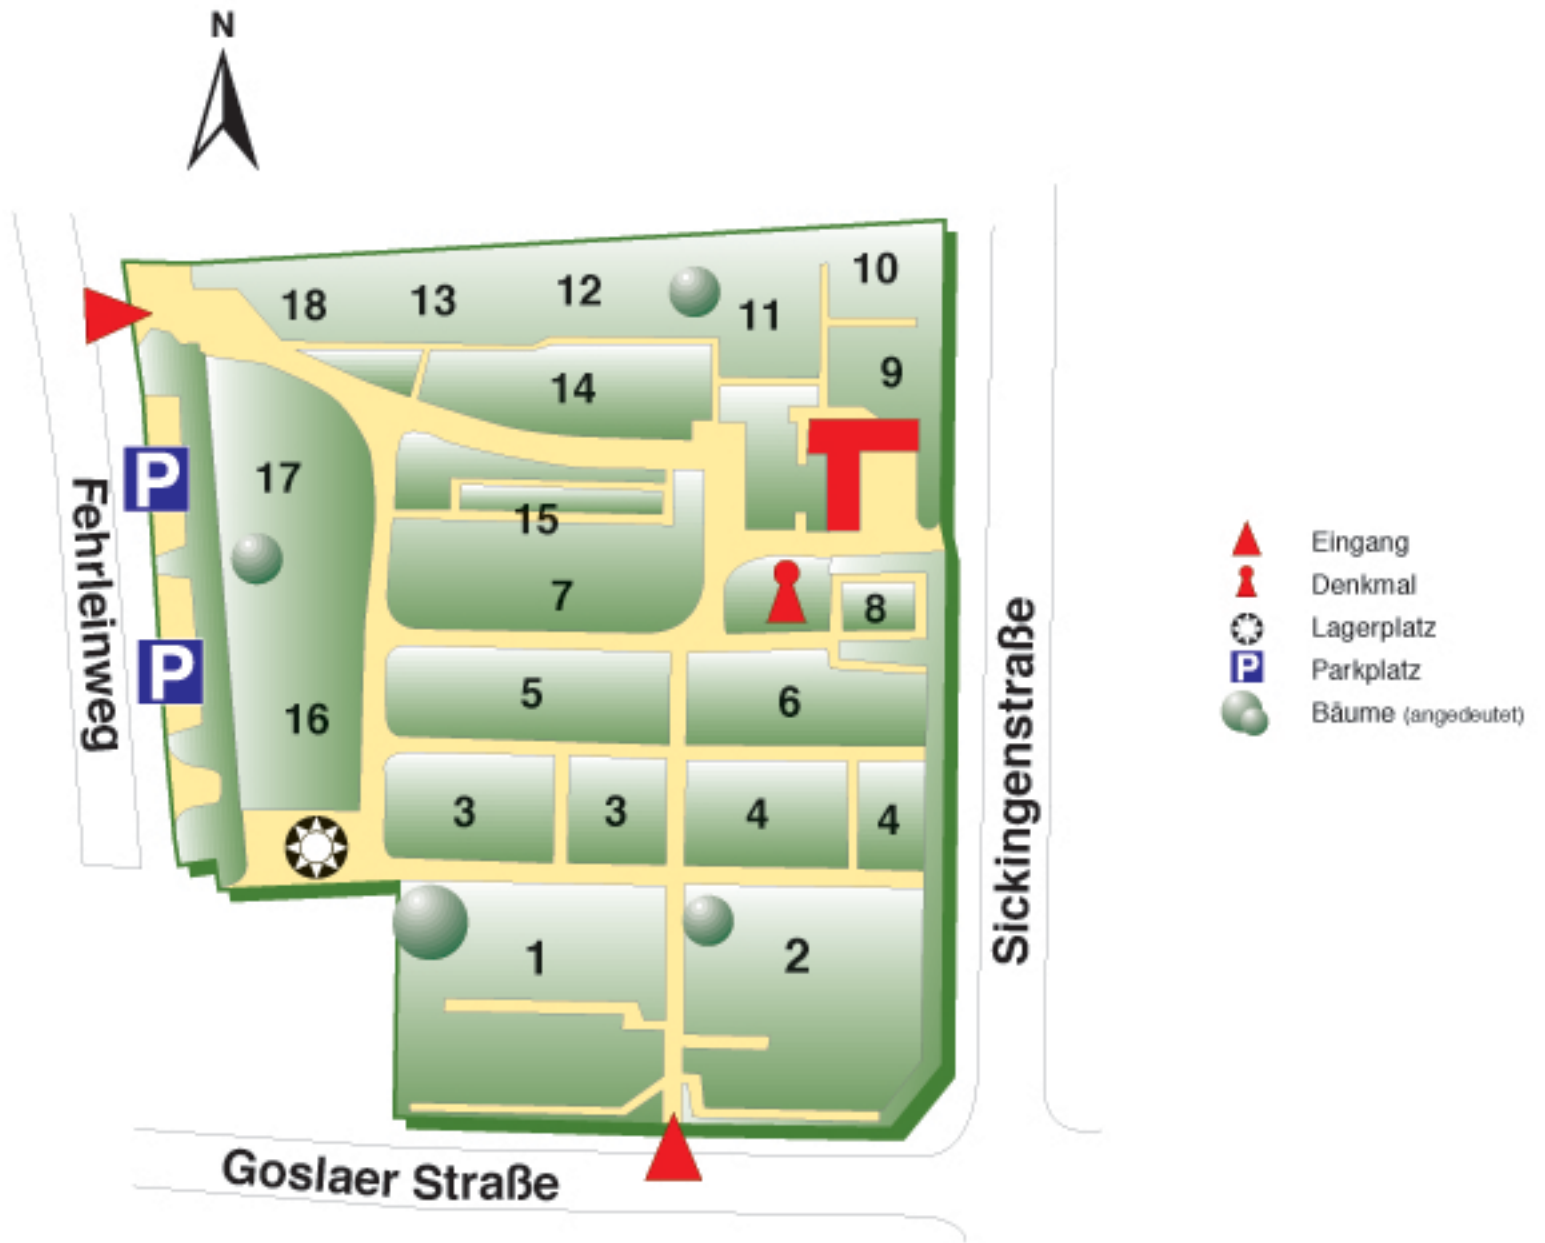 N
10
18
13
12
11
9
14
17
P
15
Fehrleinweg
7
8
P
5
6
16
Sickingenstraße
3
3
4
4
1
2
Goslaer Straße
Eingang
Denkmal
Lagerplatz
P
Parkplatz
Bäume (angedeutet)